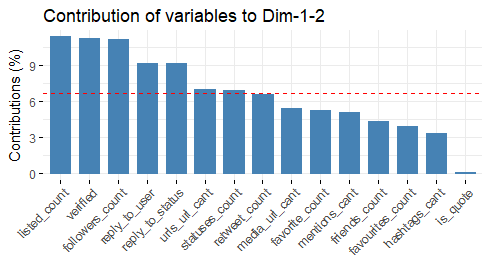 Contribution of variables to Dim-1-2
Contributions (%)
9
6
3
0
listed_count
verified
followers_count
reply_to_user
reply_to_status
urls_url_cant
statuses_count
retweet_count
media_url_cant
favorite_count
mentions_cant
friends_count
favourites_count
hashtags_cant
is_quote